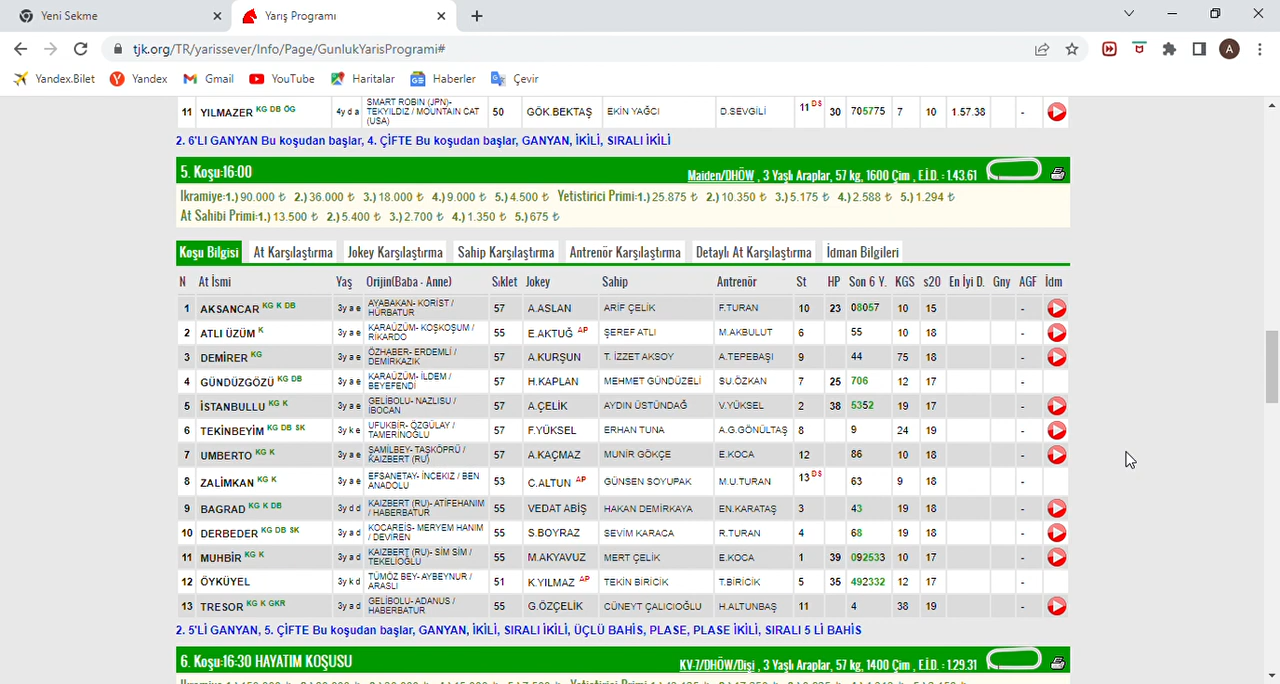 Yeni Sekme
Yarış Programı
tjk.org/TR/yarissever/Info/Page/GunlukYarisProgrami#
A
Yandex.Bilet Yandex Gmail YouTube Haritalar Haberler Çevir
11 YILMAZER KG DB ÖG 4y d a SMART ROBIN (JPN)- TEKYILDIZ / MOUNTAIN CAT (USA) 50 GÖK.BEKTAŞ EKİN YAĞCI D.SEVGİLİ 11 DS 30 705775 7 10 1.57.38 -
2. 6'LI GANYAN Bu koşudan başlar, 4. ÇİFTE Bu koşudan başlar, GANYAN, İKİLİ, SIRALI İKİLİ
5. Koşu:16:00 Maiden/DHÖW , 3 Yaşlı Araplar, 57 kg, 1600 Çim , E.İ.D. : 1.43.61
İkramiye:1.) 90.000 ₺ 2.) 36.000 ₺ 3.) 18.000 ₺ 4.) 9.000 ₺ 5.) 4.500 ₺ Yetistirici Primi:1.) 25.875 ₺ 2.) 10.350 ₺ 3.) 5.175 ₺ 4.) 2.588 ₺ 5.) 1.294 ₺
At Sahibi Primi:1.) 13.500 ₺ 2.) 5.400 ₺ 3.) 2.700 ₺ 4.) 1.350 ₺ 5.) 675 ₺
Koşu Bilgisi At Karşılaştırma Jokey Karşılaştırma Sahip Karşılaştırma Antrenör Karşılaştırma Detaylı At Karşılaştırma İdman Bilgileri
N At İsmi Yaş Orijin(Baba - Anne) Sıklet Jokey Sahip Antrenör St HP Son 6 Y. KGS s20 En İyi D. Gny AGF İdm
1 AKSANCAR KG K DB 3y a e AYABAKAN- KORİST / HÜRBATUR 57 A.ASLAN ARİF ÇELİK F.TURAN 10 23 08057 10 15 -
2 ATLI ÜZÜM K 3y a e KARAÜZÜM- KOŞKOŞUM / RİKARDO 55 E.AKTUĞ AP ŞEREF ATLI M.AKBULUT 6 55 10 18 -
3 DEMİRER KG 3y a e ÖZHABER- ERDEMLİ / DEMİRKAZIK 57 A.KURŞUN T. İZZET AKSOY A.TEPEBAŞI 9 44 75 18 -
4 GÜNDÜZGÖZÜ KG DB 3y a e KARAÜZÜM- İLDEM / BEYEFENDİ 57 H.KAPLAN MEHMET GÜNDÜZELİ SU.ÖZKAN 7 25 706 12 17 -
5 İSTANBULLU KG K 3y a e GELİBOLU- NAZLISU / İBOCAN 57 A.ÇELİK AYDIN ÜSTÜNDAĞ V.YÜKSEL 2 38 5352 19 17 -
6 TEKİNBEYİM KG DB SK 3y k e UFUKBİR- ÖZGÜLAY / TAMERİNOĞLU 57 F.YÜKSEL ERHAN TUNA A.G.GÖNÜLTAŞ 8 9 24 19 -
7 UMBERTO KG K 3y a e ŞAMİLBEY- TAŞKÖPRÜ / KAIZBERT (RU) 57 A.KAÇMAZ MUNİR GÖKÇE E.KOCA 12 86 10 18 -
8 ZALİMKAN KG K 3y a e EFSANETAY- İNCEKIZ / BEN ANADOLU 53 C.ALTUN AP GÜNSEN SOYUPAK M.U.TURAN 13 DS 63 9 18 -
9 BAGRAD KG K DB 3y d d KAIZBERT (RU)- ATİFEHANIM / HABERBATUR 55 VEDAT ABİŞ HAKAN DEMİRKAYA EN.KARATAŞ 3 43 19 18 -
10 DERBEDER KG DB SK 3y a d KOCAREİS- MERYEM HANIM / DEVİREN 55 S.BOYRAZ SEVİM KARACA R.TURAN 4 68 19 18 -
11 MUHBİR KG K 3y a d KAIZBERT (RU)- SİM SİM / TEKELİOĞLU 55 M.AKYAVUZ MERT ÇELİK E.KOCA 1 39 092533 10 17 -
12 ÖYKÜYEL 3y k d TÜMÖZ BEY- AYBEYNUR / ARASLI 51 K.YILMAZ AP TEKİN BİRİCİK T.BİRİCİK 5 35 492332 12 17 -
13 TRESOR KG K GKR 3y a d GELİBOLU- ADANUS / HABERBATUR 55 G.ÖZÇELİK CÜNEYT ÇALICIOĞLU H.ALTUNBAŞ 11 4 38 19 -
2. 5'Lİ GANYAN, 5. ÇİFTE Bu koşudan başlar, GANYAN, İKİLİ, SIRALI İKİLİ, ÜÇLÜ BAHİS, PLASE, PLASE İKİLİ, SIRALI 5 Lİ BAHİS
6. Koşu:16:30 HAYATIM KOŞUSU KV-7/DHÖW/Dişi , 3 Yaşlı Araplar, 57 kg, 1400 Çim , E.İ.D. : 1.29.31